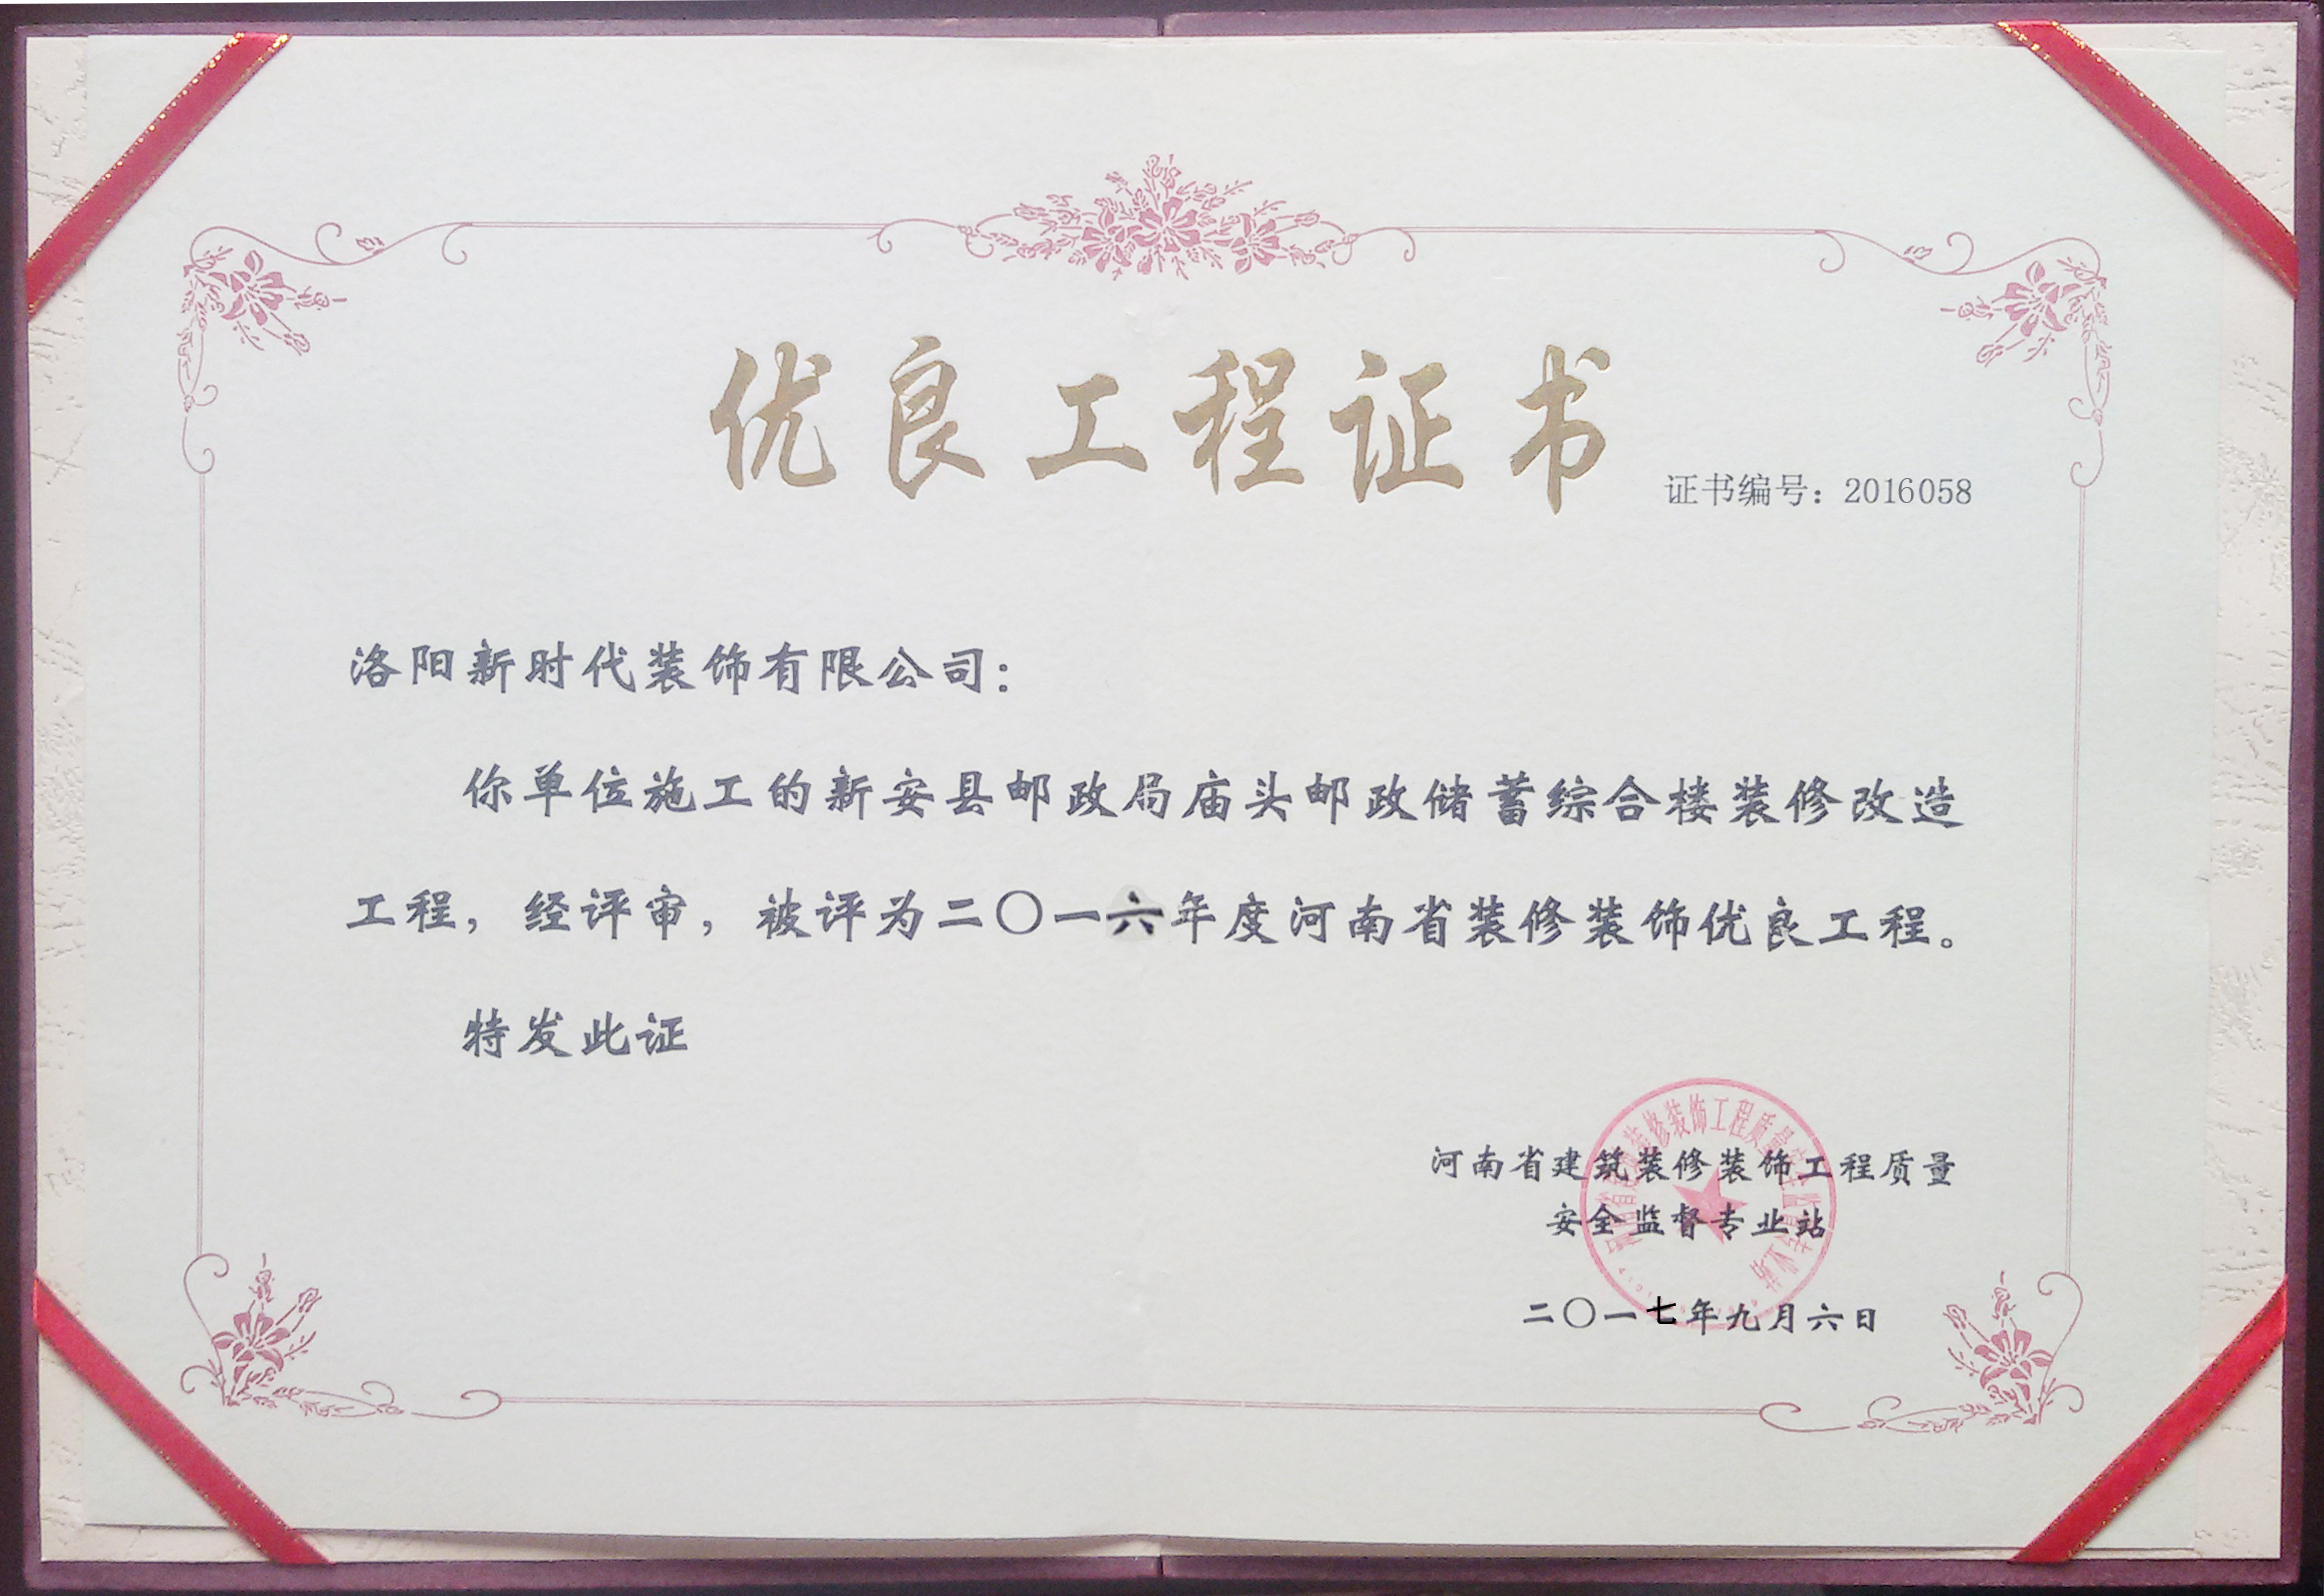 优良工程证书
证书编号：2016058
洛阳新时代装饰有限公司：
你单位施工的新安县邮政局庙头邮政储蓄综合楼装修改造
工程，经评审，被评为二〇一六年度河南省装修装饰优良工程。
特发此证
河南省建筑装修装饰工程质量
安全监督专业站
二〇一七年九月六日